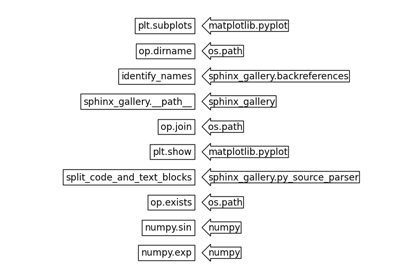 plt.subplots matplotlib.pyplot
op.dirname os.path
identify_names sphinx_gallery.backreferences
sphinx_gallery.__path__ sphinx_gallery
op.join os.path
plt.show matplotlib.pyplot
split_code_and_text_blocks sphinx_gallery.py_source_parser
op.exists os.path
numpy.sin numpy
numpy.exp numpy